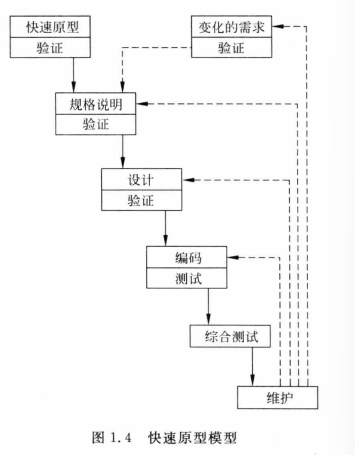 快速原型
验证
变化的需求
验证
规格说明
验证
设计
验证
编码
测试
综合测试
维护
图 1.4 快速原型模型